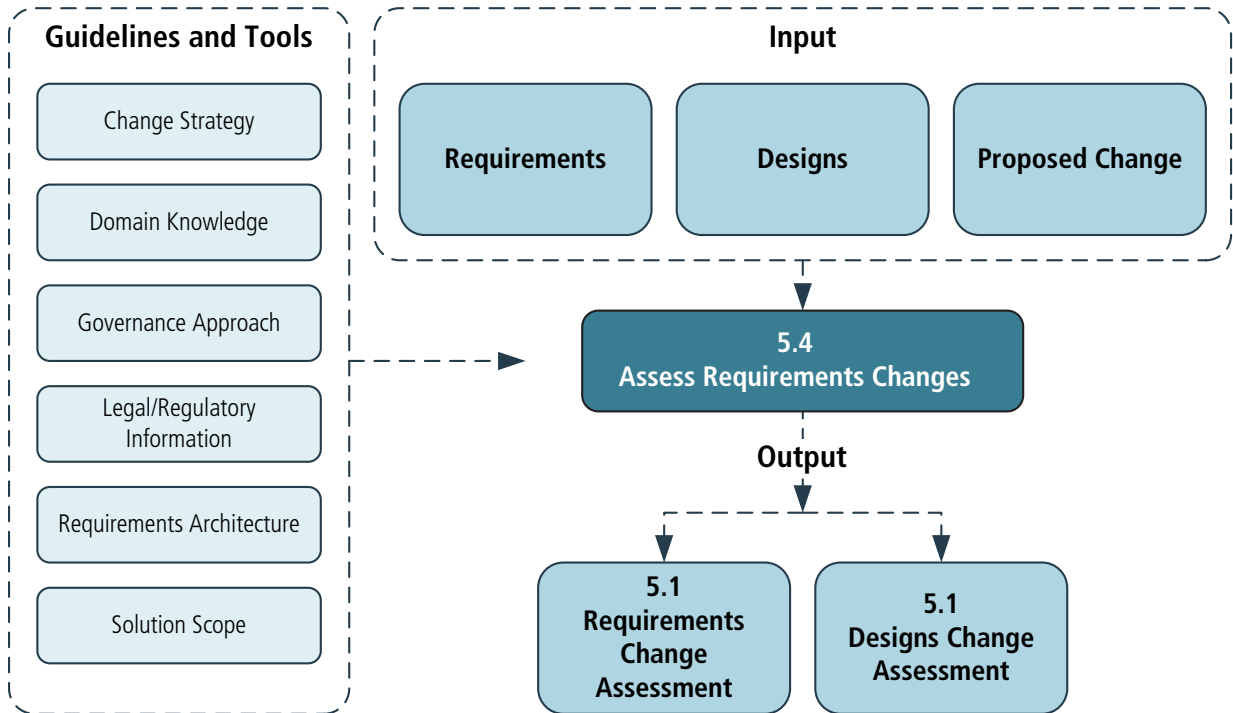 Guidelines and Tools
Change Strategy
Domain Knowledge
Governance Approach
Legal/Regulatory
Information
Requirements Architecture
Solution Scope
Input
Requirements
Designs
Proposed Change
5.4
Assess Requirements Changes
Output
5.1
Requirements
Change
Assessment
5.1
Designs Change
Assessment